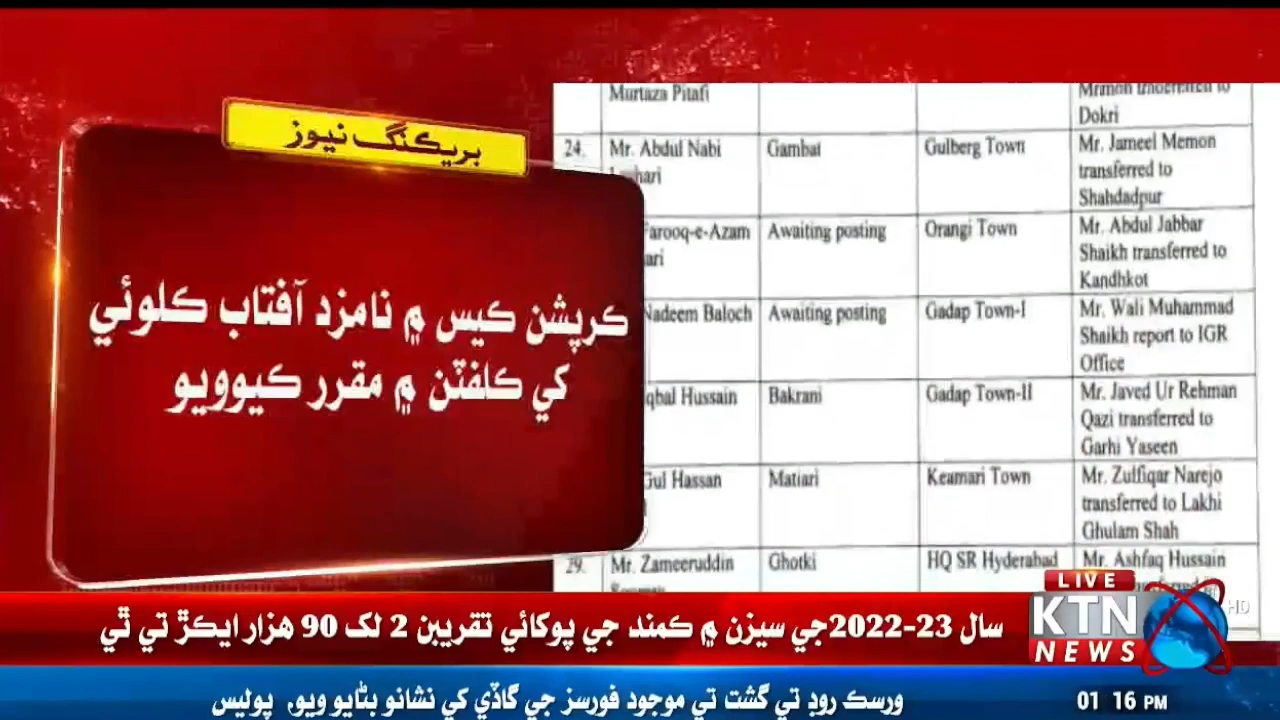 بريڪنگ نيوز
ڪرپشن ڪيس ۾ نامزد آفتاب ڪلوئي
کي ڪلفٽن ۾ مقرر ڪيوويو
Murtaza Pitafi
Dokri
24. Mr. Abdul Nabi Gambat Gulberg Town Mr. Jameel Memon
transferred to
Shahdadpur
Farooq-e-Azam Awaiting posting Orangi Town Mr. Abdul Jabbar
Shaikh transferred to
Kandhkot
Nadeem Baloch Awaiting posting Gadap Town-I Mr. Wali Muhammad
Shaikh report to IGR
Office
qbal Hussain Bakrani Gadap Town-II Mr. Javed Ur Rehman
Qazi transferred to
Garhi Yaseen
Gul Hassan Matiari Keamari Town Mr. Zulfiqar Narejo
transferred to Lakhi
Ghulam Shah
29. Mr. Zameeruddin Ghotki HQ SR Hyderabad Mr. Ashfaq Hussain
LIVE
KTN
NEWS
HD
سال 23-2022جي سيزن ۾ ڪمند جي پوکائي تقريبن 2 لک 90 هزار ايڪڙ تي ٿي
ورسڪ روڊ تي گشت تي موجود فورسز جي گاڏي کي نشانو بڻايو ويو، پوليس
01 16 PM